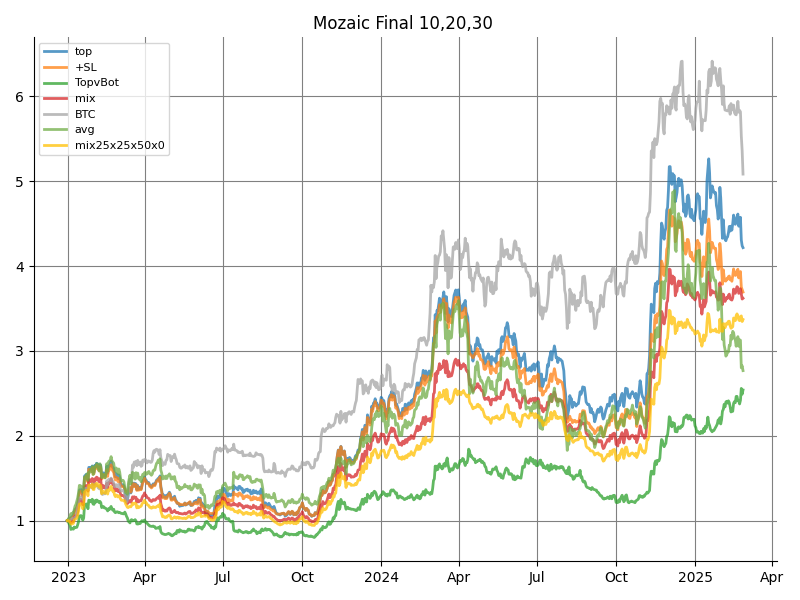 Mozaic Final 10,20,30
top
+SL
TopvBot
mix
BTC
avg
mix25x25x50x0
6
5
4
3
2
1
2023 Apr Jul Oct 2024 Apr Jul Oct 2025 Apr